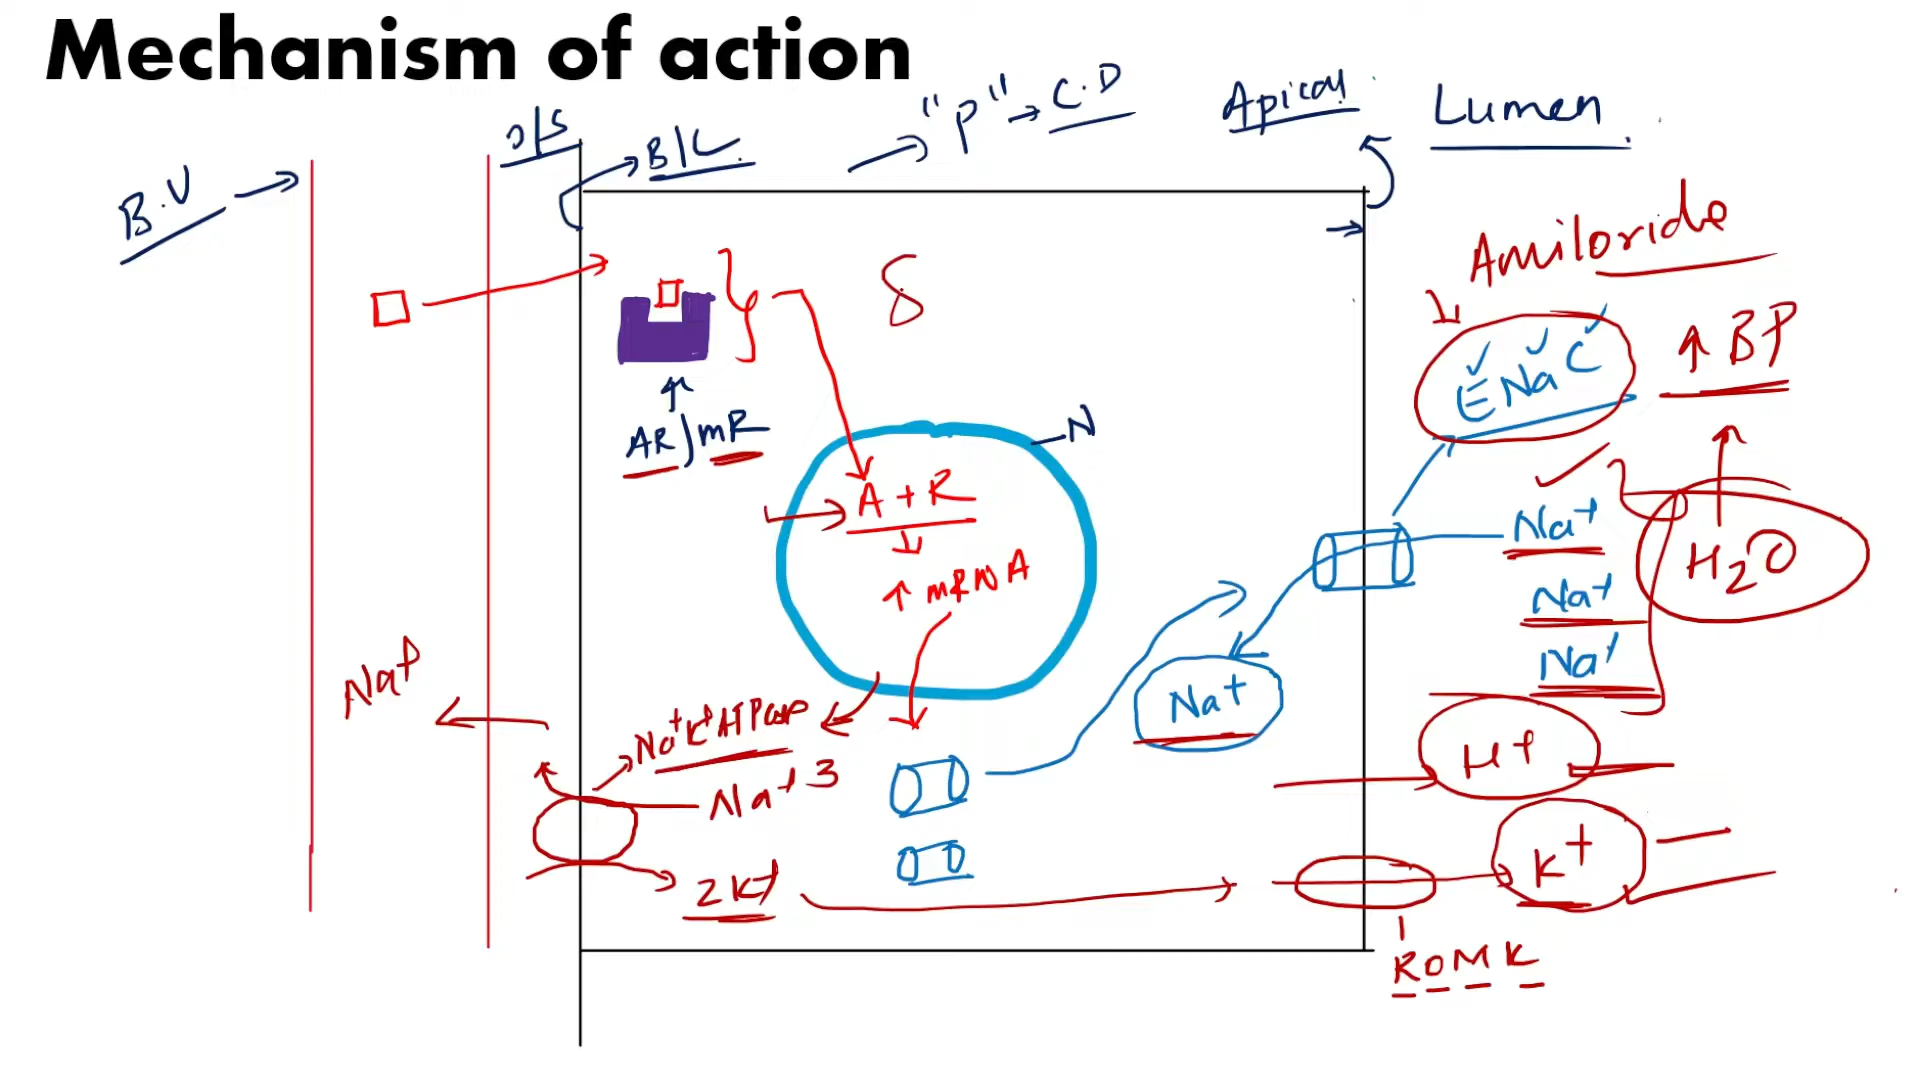 Mechanism of action
B.V
I/S
B/L
"P" → C.D
Apical
Lumen
Amiloride
ENaC
↑ BP
AR/MR
N
A + R
↑ mRNA
Na+
H2O
Na+
Na+
Na+
Na+
Na+K+ATPase
Na+ 3
2K+
H+
K+
ROMK